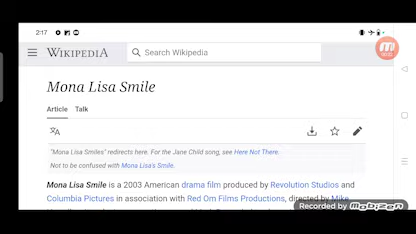 2:17
WIKIPEDIA
Search Wikipedia
Mona Lisa Smile
Article Talk
"Mona Lisa Smiles" redirects here. For the Jane Child song, see Here Not There.
Not to be confused with Mona Lisa's Smile.
Mona Lisa Smile is a 2003 American drama film produced by Revolution Studios and
Columbia Pictures in association with Red Om Films Productions, directed by Mike
Recorded by MOBIZEN